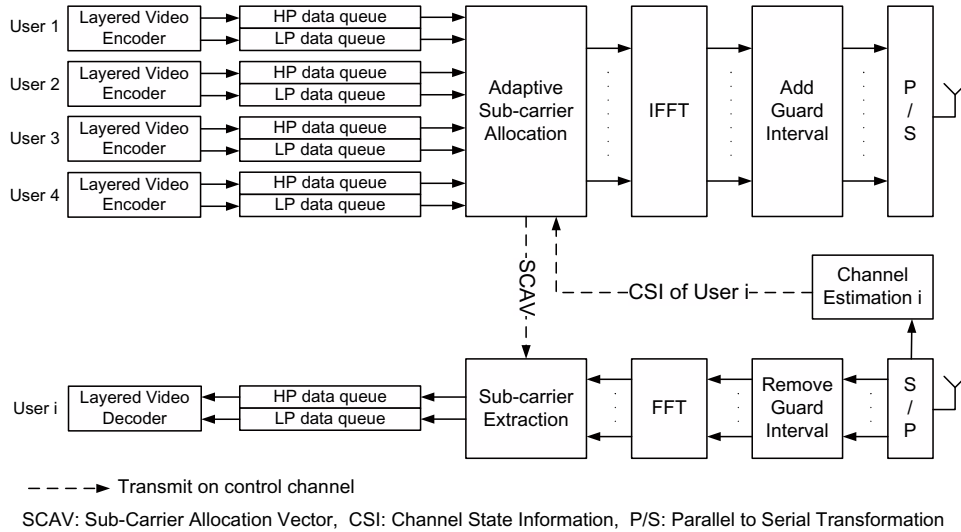 User 1
Layered Video
Encoder
HP data queue
LP data queue
User 2
Layered Video
Encoder
HP data queue
LP data queue
User 3
Layered Video
Encoder
HP data queue
LP data queue
User 4
Layered Video
Encoder
HP data queue
LP data queue
Adaptive
Sub-carrier
Allocation
IFFT
Add
Guard
Interval
P
/
S
SCAV
CSI of User i
Channel
Estimation i
User i
Layered Video
Decoder
HP data queue
LP data queue
Sub-carrier
Extraction
FFT
Remove
Guard
Interval
S
/
P
Transmit on control channel
SCAV: Sub-Carrier Allocation Vector, CSI: Channel State Information, P/S: Parallel to Serial Transformation